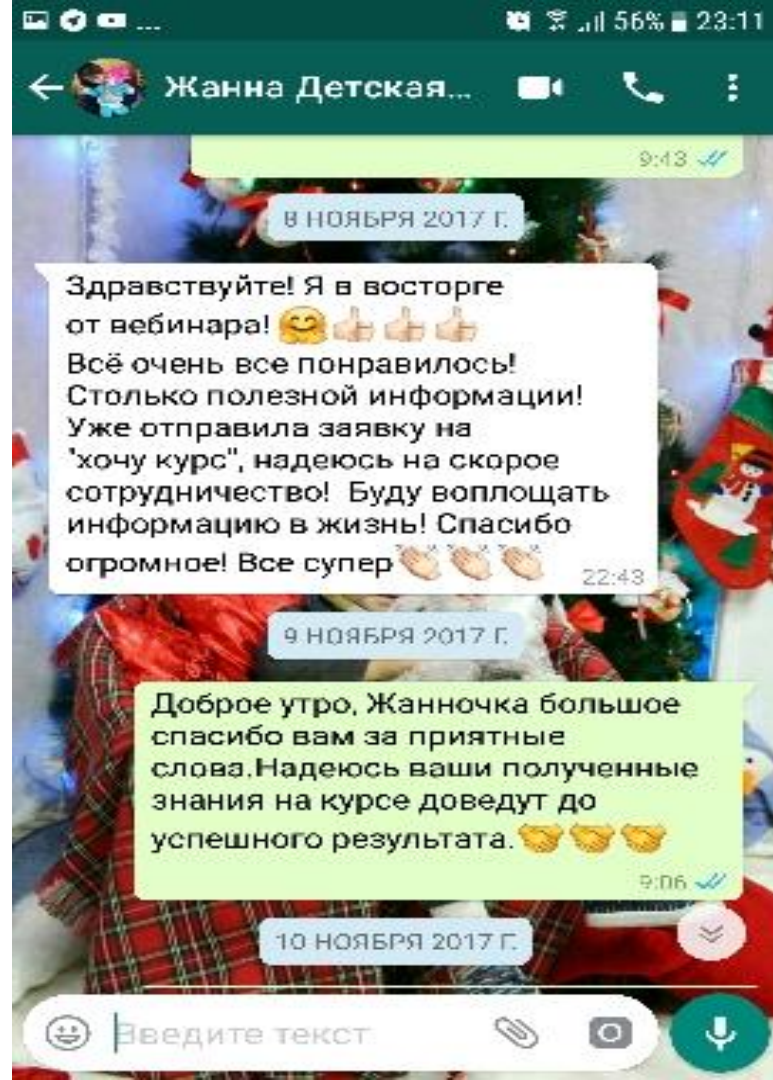 ... 56% 23:11
Жанна Детская...
9:43
8 НОЯБРЯ 2017 Г.
Здравствуйте! Я в восторге
от вебинара! 🤗👍🏻👍🏻👍🏻
Всё очень все понравилось!
Столько полезной информации!
Уже отправила заявку на
"хочу курс", надеюсь на скорое
сотрудничество! Буду воплощать
информацию в жизнь! Спасибо
огромное! Все супер👏🏻👏🏻👏🏻
22:43
9 НОЯБРЯ 2017 Г.
Доброе утро, Жанночка большое
спасибо вам за приятные
слова.Надеюсь ваши полученные
знания на курсе доведут до
успешного результата.🤝🤝🤝
9:06
10 НОЯБРЯ 2017 Г.
Введите текст